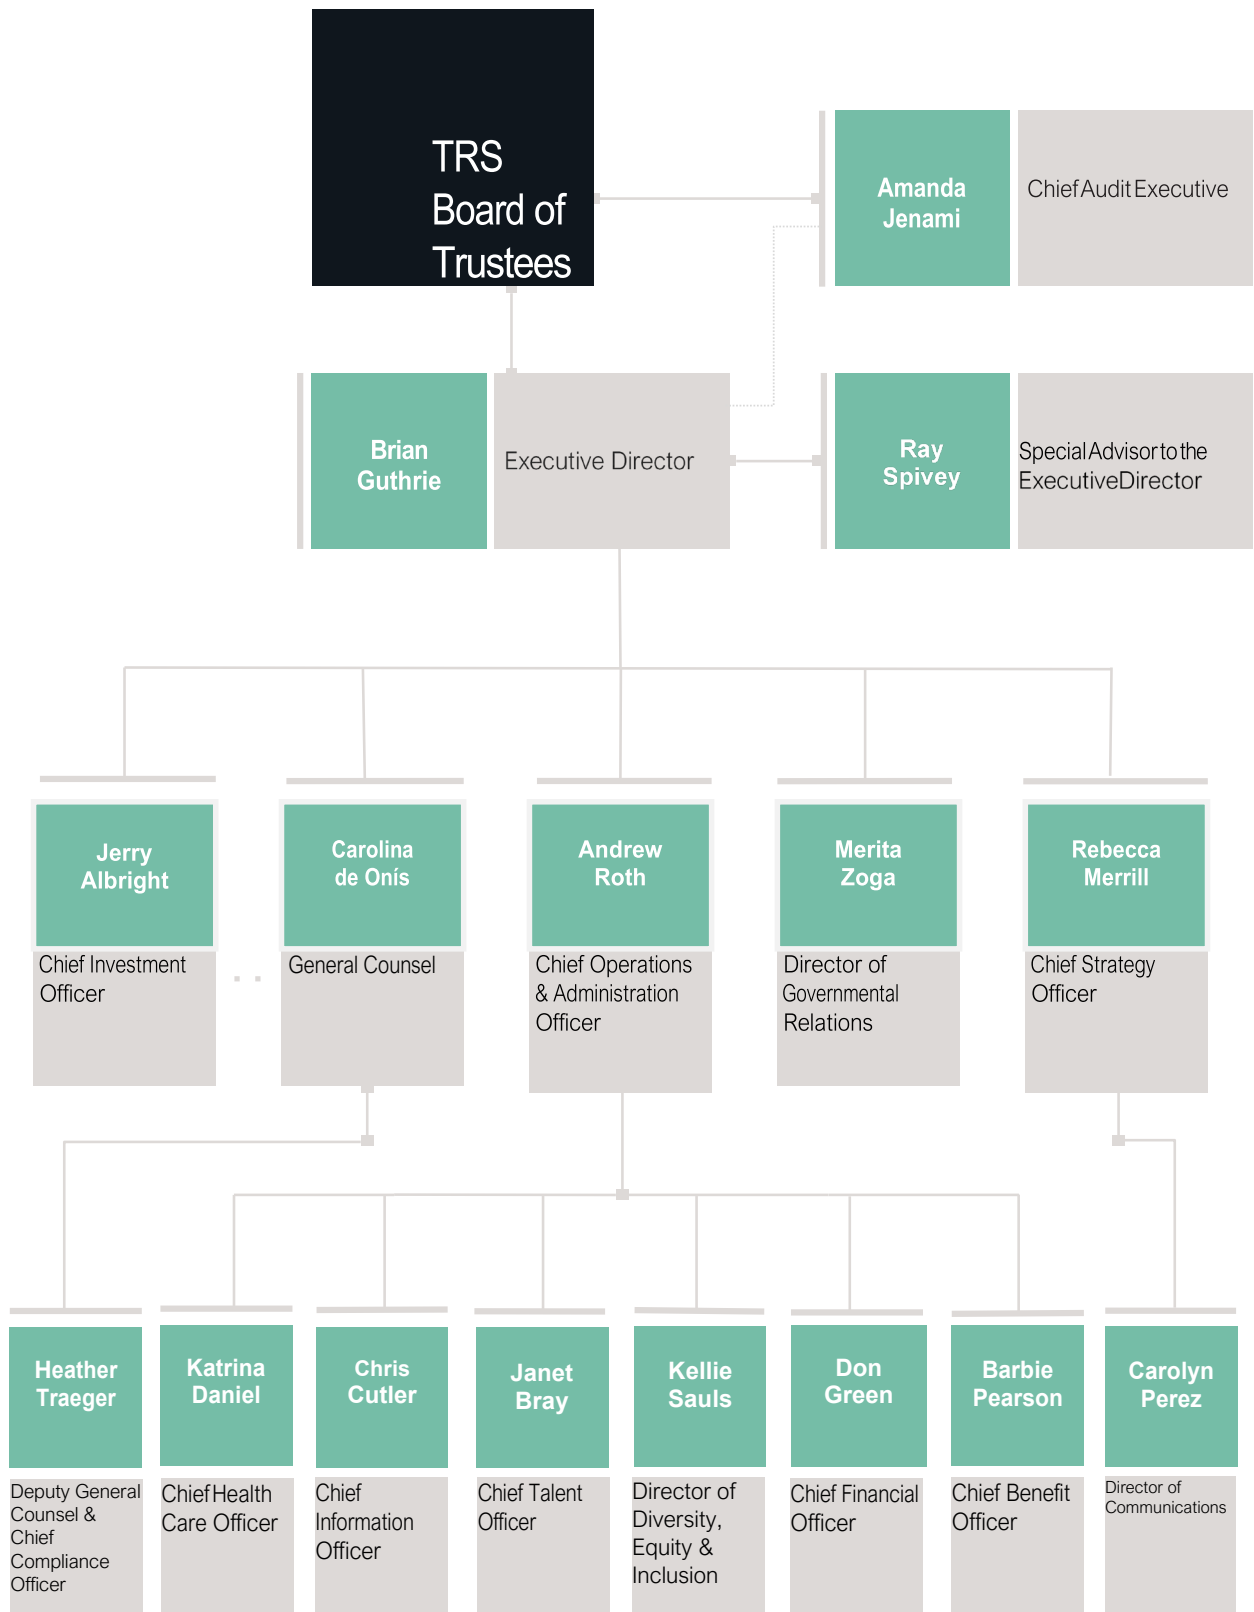 TRS
Board of
Trustees
Amanda
Jenami
Chief Audit Executive
Brian
Guthrie
Executive Director
Ray
Spivey
Special Advisor to the
Executive Director
Jerry
Albright
Chief Investment
Officer
Carolina
de Onís
General Counsel
Andrew
Roth
Chief Operations
& Administration
Officer
Merita
Zoga
Director of
Governmental
Relations
Rebecca
Merrill
Chief Strategy
Officer
Heather
Traeger
Deputy General
Counsel &
Chief
Compliance
Officer
Katrina
Daniel
Chief Health
Care Officer
Chris
Cutler
Chief
Information
Officer
Janet
Bray
Chief Talent
Officer
Kellie
Sauls
Director of
Diversity,
Equity &
Inclusion
Don
Green
Chief Financial
Officer
Barbie
Pearson
Chief Benefit
Officer
Carolyn
Perez
Director of
Communications